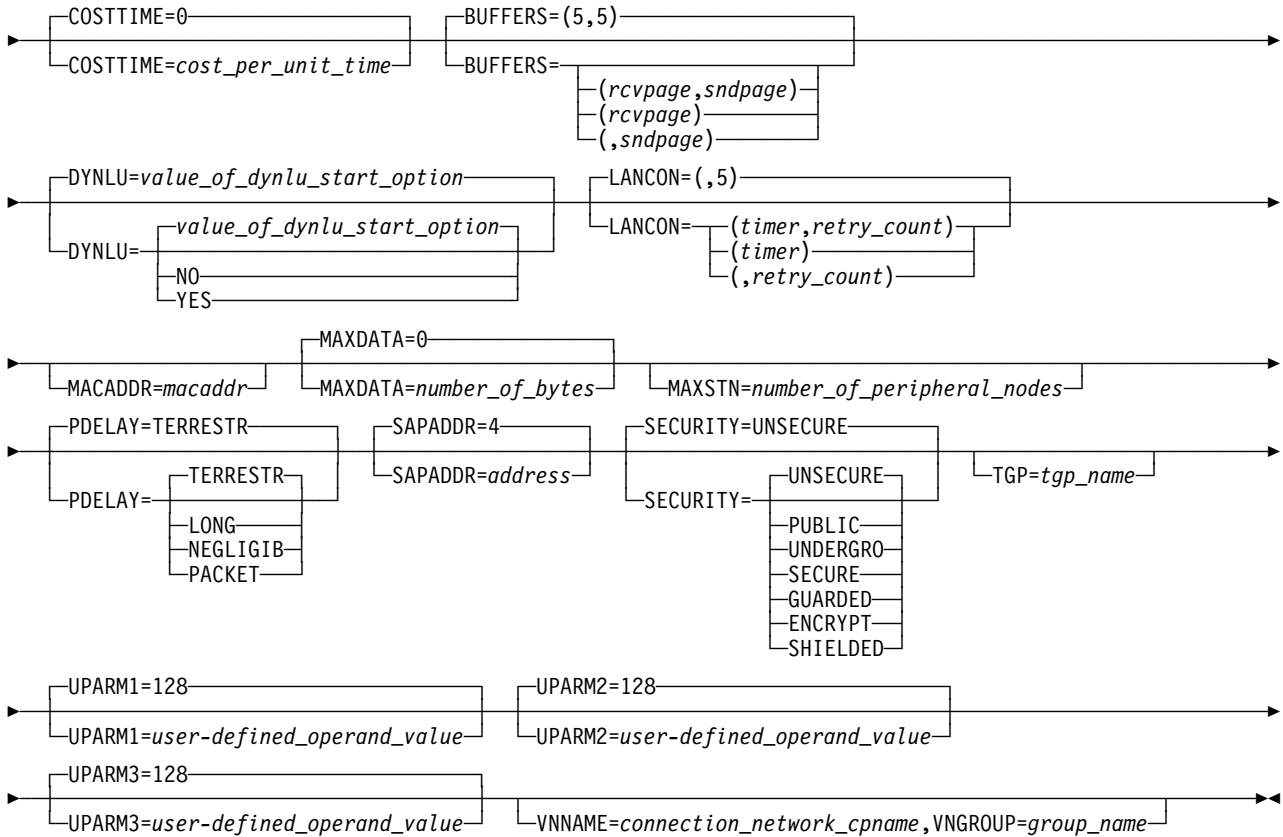 COSTTIME=0 BUFFERS=(5,5)
COSTTIME=cost_per_unit_time BUFFERS=
(rcvpage,sndpage)
(rcvpage)
(,sndpage)
DYNLU=value_of_dynlu_start_option LANCON=(,5)
value_of_dynlu_start_option LANCON= (timer,retry_count)
DYNLU= (timer)
NO (,retry_count)
YES
MAXDATA=0
MACADDR=macaddr MAXDATA=number_of_bytes MAXSTN=number_of_peripheral_nodes
PDELAY=TERRESTR SAPADDR=4 SECURITY=UNSECURE
TERRESTR SAPADDR=address UNSECURE TGP=tgp_name
PDELAY= SECURITY=
LONG PUBLIC
NEGLIGIB UNDERGRO
PACKET SECURE
GUARDED
ENCRYPT
SHIELDED
UPARM1=128 UPARM2=128
UPARM1=user-defined_operand_value UPARM2=user-defined_operand_value
UPARM3=128
UPARM3=user-defined_operand_value VNNAME=connection_network_cpname,VNGROUP=group_name